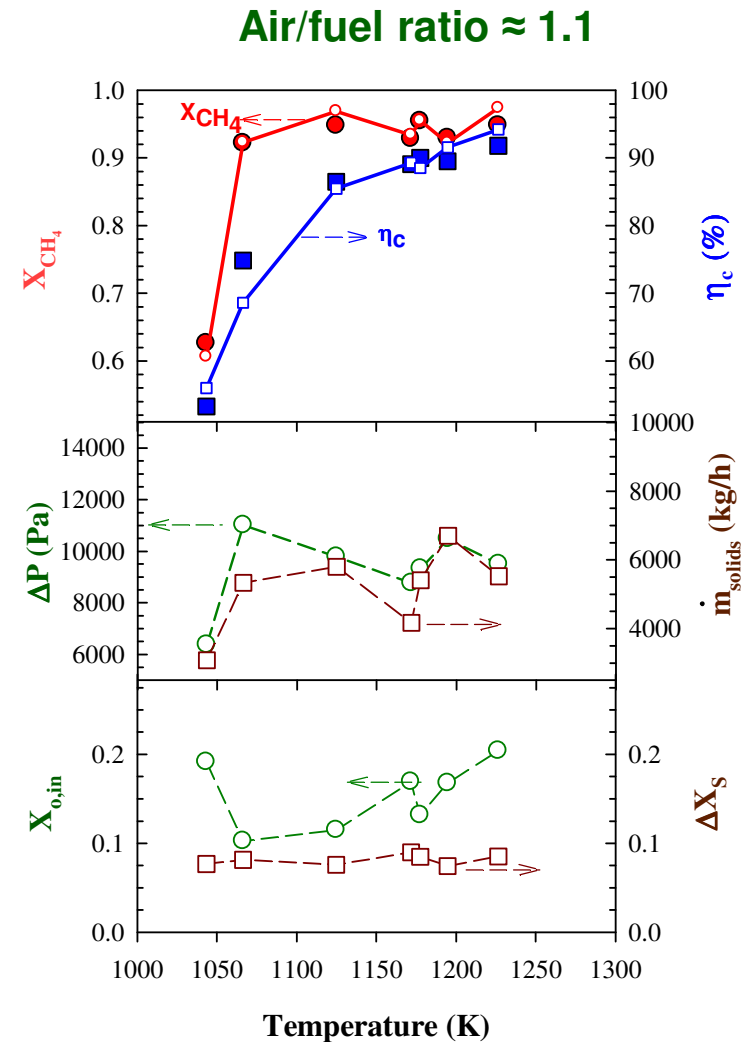 Air/fuel ratio ≈ 1.1
1.0
0.9
0.8
0.7
0.6
X_CH₄
X_CH₄
η_c
100
90
80
70
60
η_c (%)
14000
12000
10000
8000
6000
ΔP (Pa)
10000
8000
6000
4000
ṁ_solids (kg/h)
0.2
0.1
0.0
X_o,in
0.2
0.1
0.0
ΔX_S
1000 1050 1100 1150 1200 1250 1300
Temperature (K)